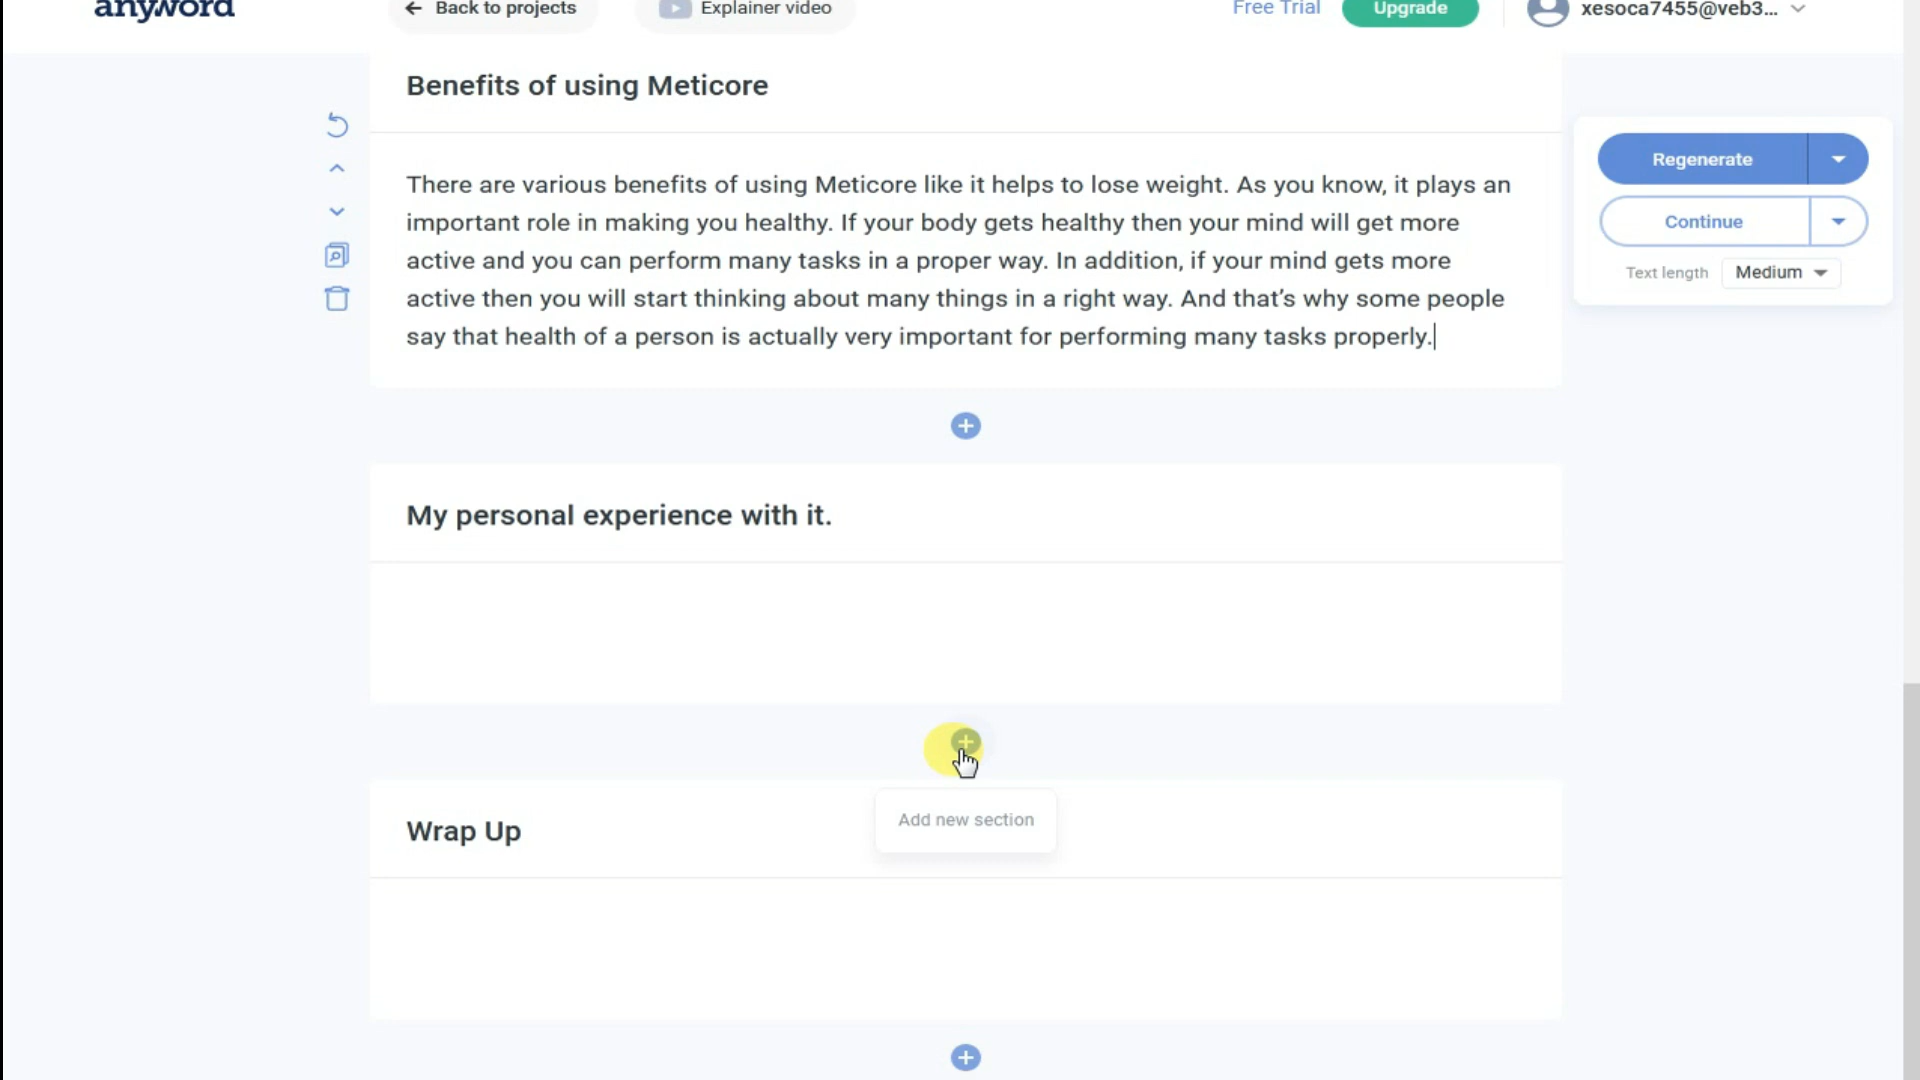 anyword
Back to projects
Explainer video
Free Trial
Upgrade
xesoca7455@veb3...
Benefits of using Meticore
There are various benefits of using Meticore like it helps to lose weight. As you know, it plays an
important role in making you healthy. If your body gets healthy then your mind will get more
active and you can perform many tasks in a proper way. In addition, if your mind gets more
active then you will start thinking about many things in a right way. And that’s why some people
say that health of a person is actually very important for performing many tasks properly.
Regenerate
Continue
Text length
Medium
My personal experience with it.
Add new section
Wrap Up